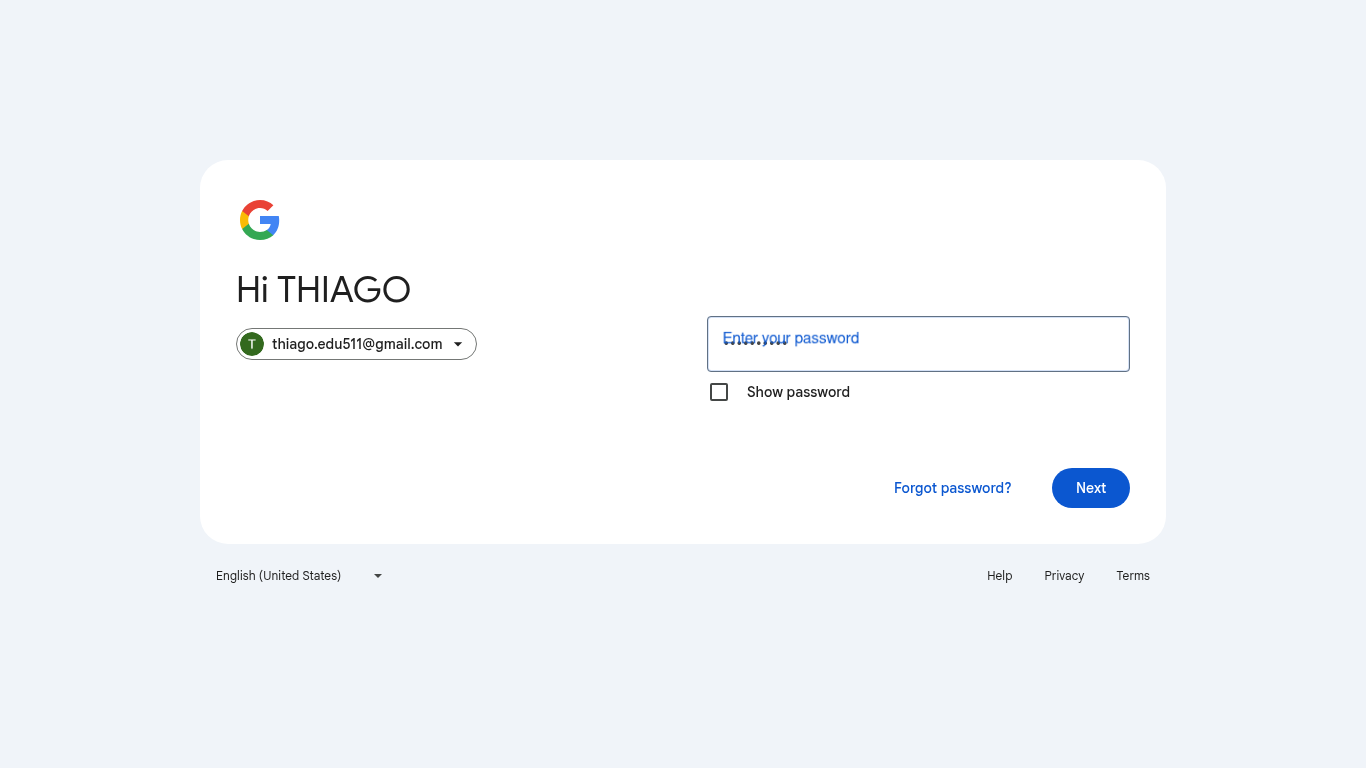 Hi THIAGO
T
thiago.edu511@gmail.com
Enter your password
Show password
Forgot password?
Next
English (United States)
Help
Privacy
Terms